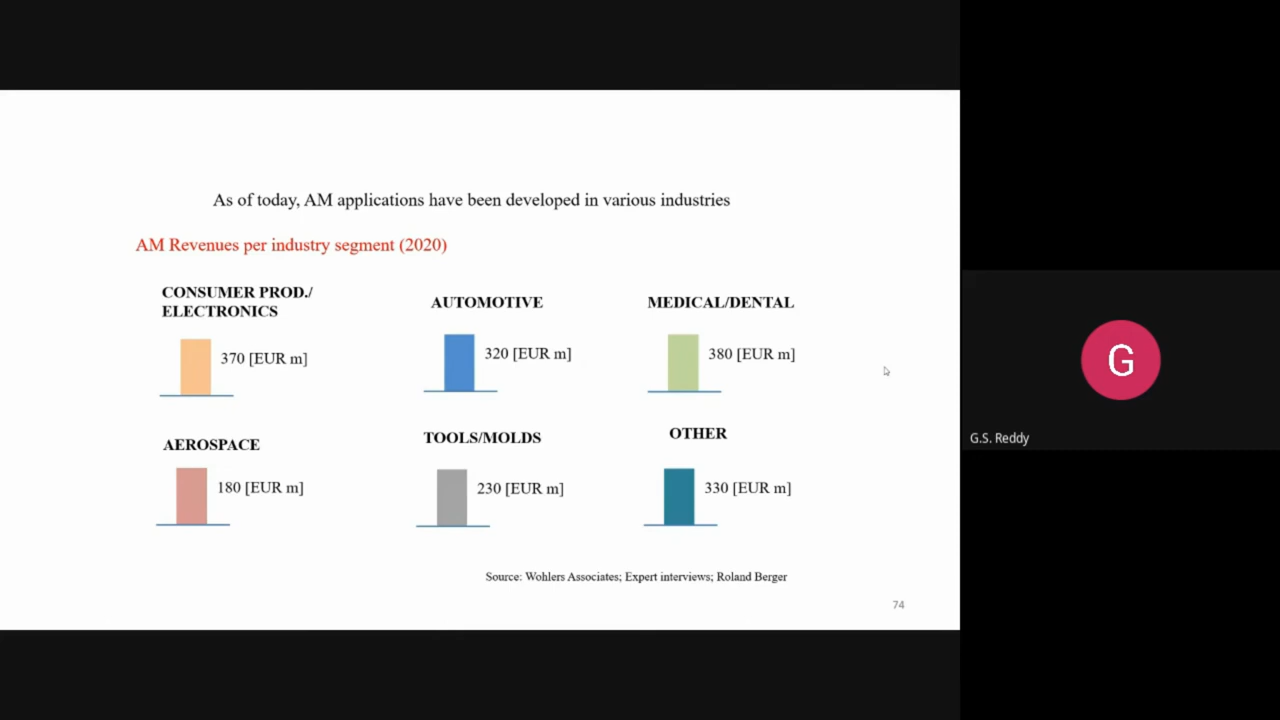 As of today, AM applications have been developed in various industries
AM Revenues per industry segment (2020)
CONSUMER PROD./
ELECTRONICS
370 [EUR m]
AUTOMOTIVE
320 [EUR m]
MEDICAL/DENTAL
380 [EUR m]
AEROSPACE
180 [EUR m]
TOOLS/MOLDS
230 [EUR m]
OTHER
330 [EUR m]
Source: Wohlers Associates; Expert interviews; Roland Berger
74
G
G.S. Reddy